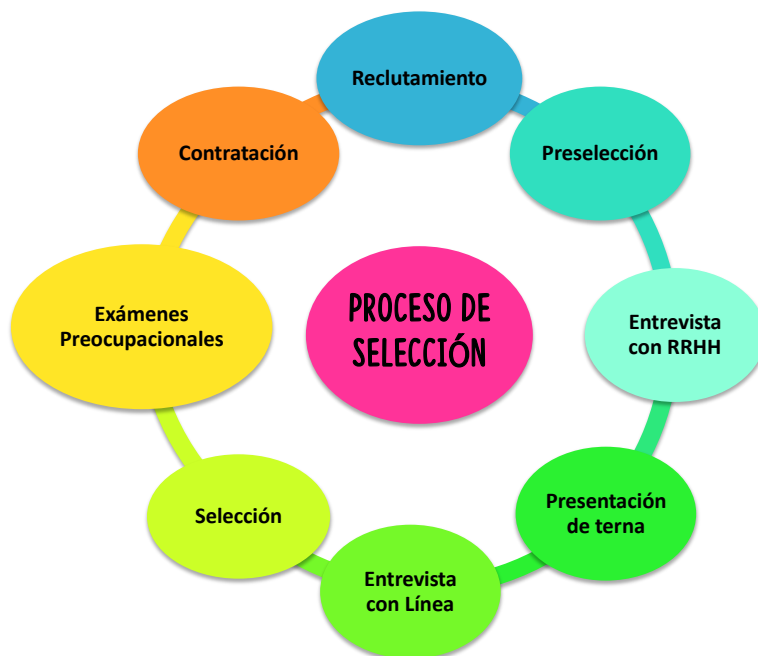 Reclutamiento
Preselección
Entrevista
con RRHH
Presentación
de terna
Entrevista
con Línea
Selección
Exámenes
Preocupacionales
Contratación
PROCESO DE
SELECCIÓN